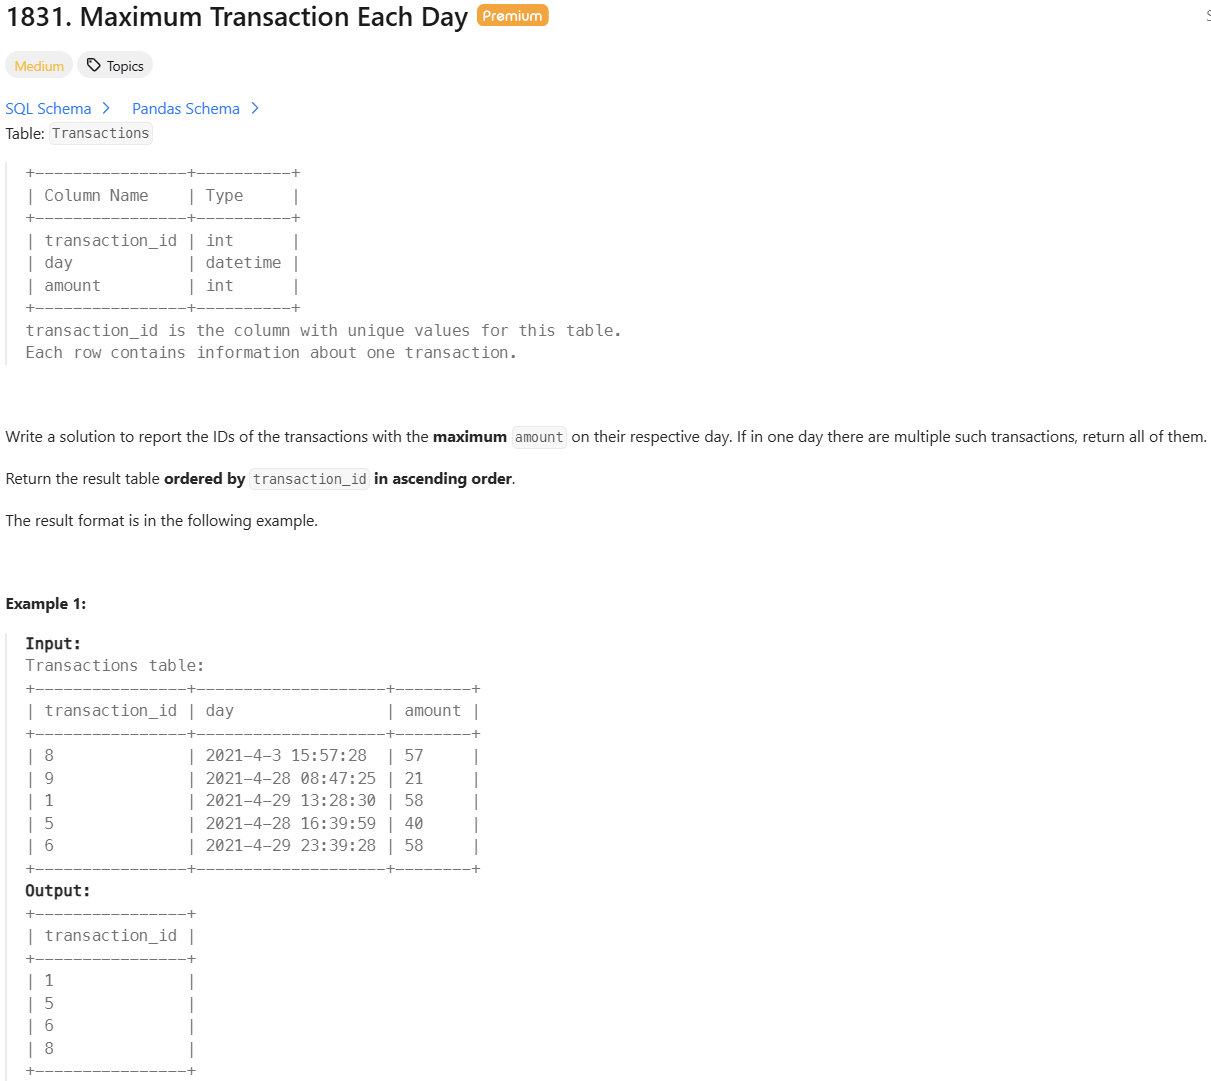 1831. Maximum Transaction Each Day Premium
S
Medium Topics
SQL Schema > Pandas Schema >
Table: Transactions
+----------------+----------+
| Column Name    | Type     |
+----------------+----------+
| transaction_id | int      |
| day            | datetime |
| amount         | int      |
+----------------+----------+
transaction_id is the column with unique values for this table.
Each row contains information about one transaction.
Write a solution to report the IDs of the transactions with the maximum amount on their respective day. If in one day there are multiple such transactions, return all of them.
Return the result table ordered by transaction_id in ascending order.
The result format is in the following example.
Example 1:
Input:
Transactions table:
+----------------+--------------------+--------+
| transaction_id | day                | amount |
+----------------+--------------------+--------+
| 8              | 2021-4-3 15:57:28  | 57     |
| 9              | 2021-4-28 08:47:25 | 21     |
| 1              | 2021-4-29 13:28:30 | 58     |
| 5              | 2021-4-28 16:39:59 | 40     |
| 6              | 2021-4-29 23:39:28 | 58     |
+----------------+--------------------+--------+
Output:
+----------------+
| transaction_id |
+----------------+
| 1              |
| 5              |
| 6              |
| 8              |
+----------------+